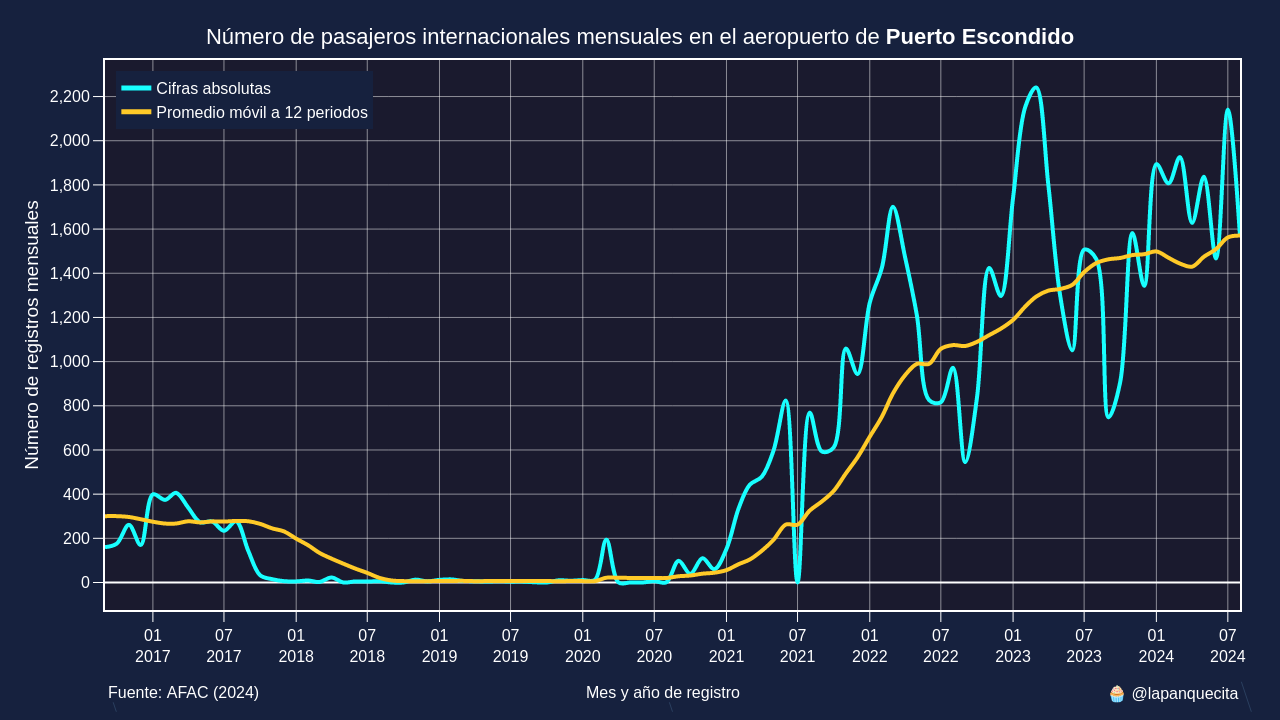 Número de pasajeros internacionales mensuales en el aeropuerto de Puerto Escondido
Cifras absolutas
Promedio móvil a 12 periodos
Número de registros mensuales
2,200
2,000
1,800
1,600
1,400
1,200
1,000
800
600
400
200
0
01 07 01 07 01 07 01 07 01 07 01 07 01 07 01 07
2017 2017 2018 2018 2019 2019 2020 2020 2021 2021 2022 2022 2023 2023 2024 2024
Fuente: AFAC (2024) Mes y año de registro 🧁 @lapanquecita